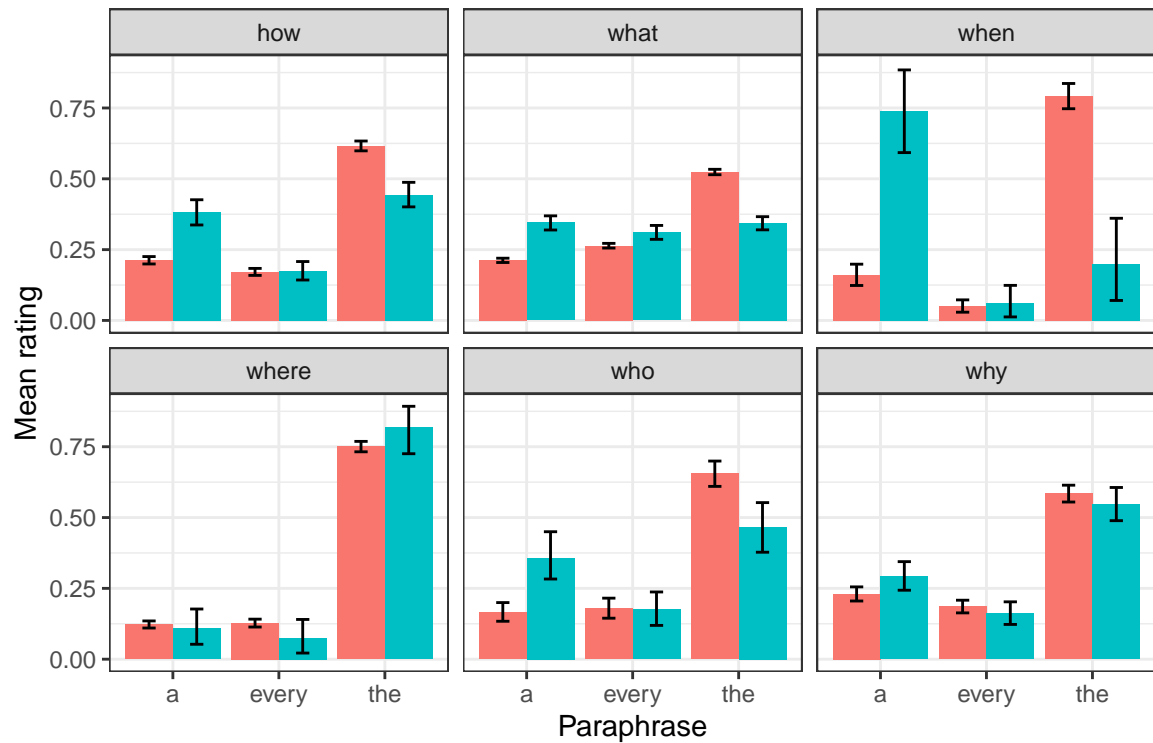 how what when
0.75
0.50
0.25
0.00
where who why
0.75
0.50
0.25
0.00
a every the a every the a every the
Paraphrase
Mean rating